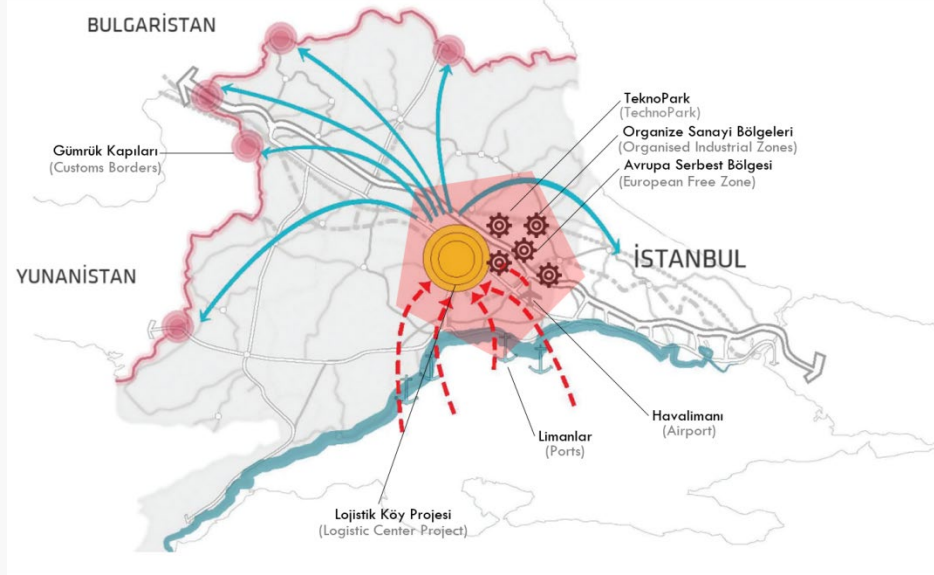 BULGARİSTAN
TeknoPark
(TechnoPark)
Organize Sanayi Bölgeleri
(Organised Industrial Zones)
Avrupa Serbest Bölgesi
(European Free Zone)
Gümrük Kapıları
(Customs Borders)
İSTANBUL
YUNANİSTAN
Havalimanı
(Airport)
Limanlar
(Ports)
Lojistik Köy Projesi
(Logistic Center Project)